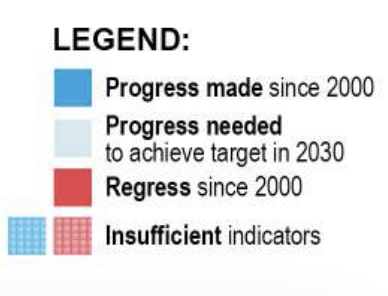 LEGEND:
Progress made since 2000
Progress needed
to achieve target in 2030
Regress since 2000
Insufficient indicators